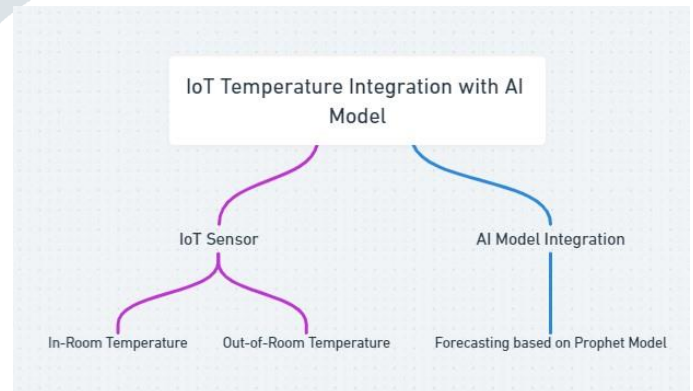 IoT Temperature Integration with AI
Model
IoT Sensor
AI Model Integration
In-Room Temperature
Out-of-Room Temperature
Forecasting based on Prophet Model